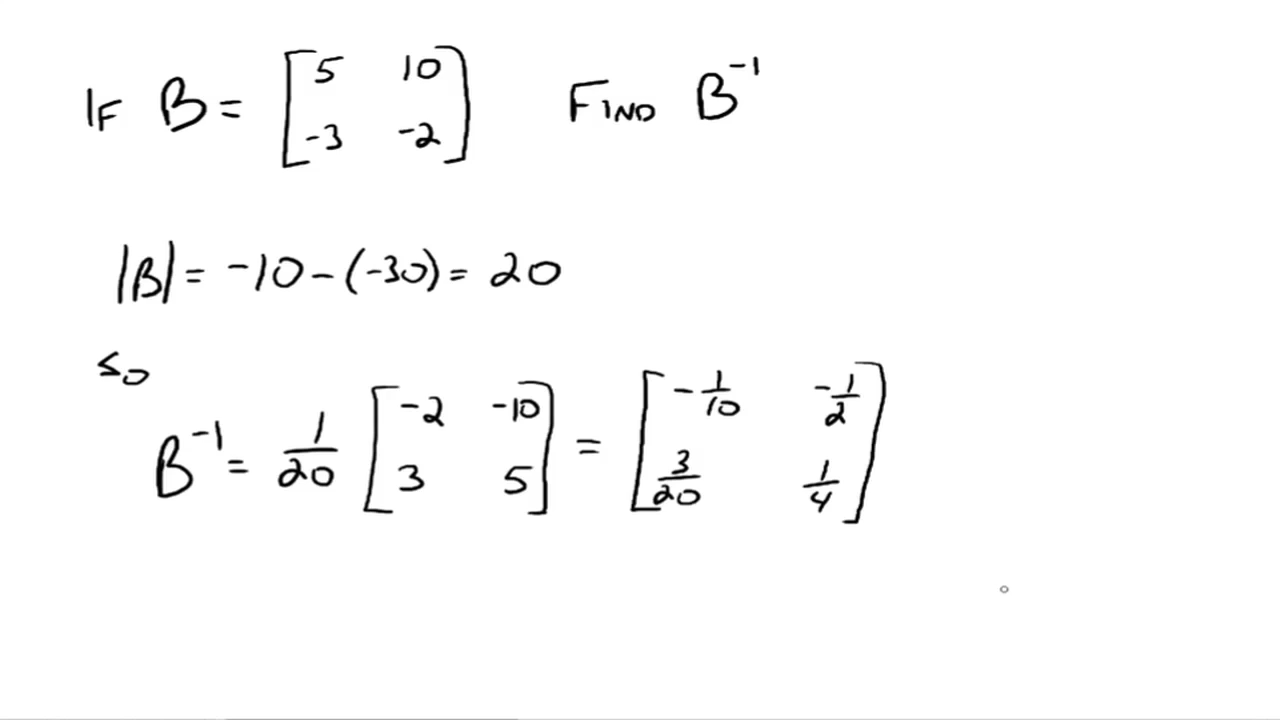 IF B = [5 10; -3 -2] FIND B⁻¹
|B| = -10 - (-30) = 20
so
B⁻¹ = 1/20 [-2 -10; 3 5] = [-1/10 -1/2; 3/20 1/4]